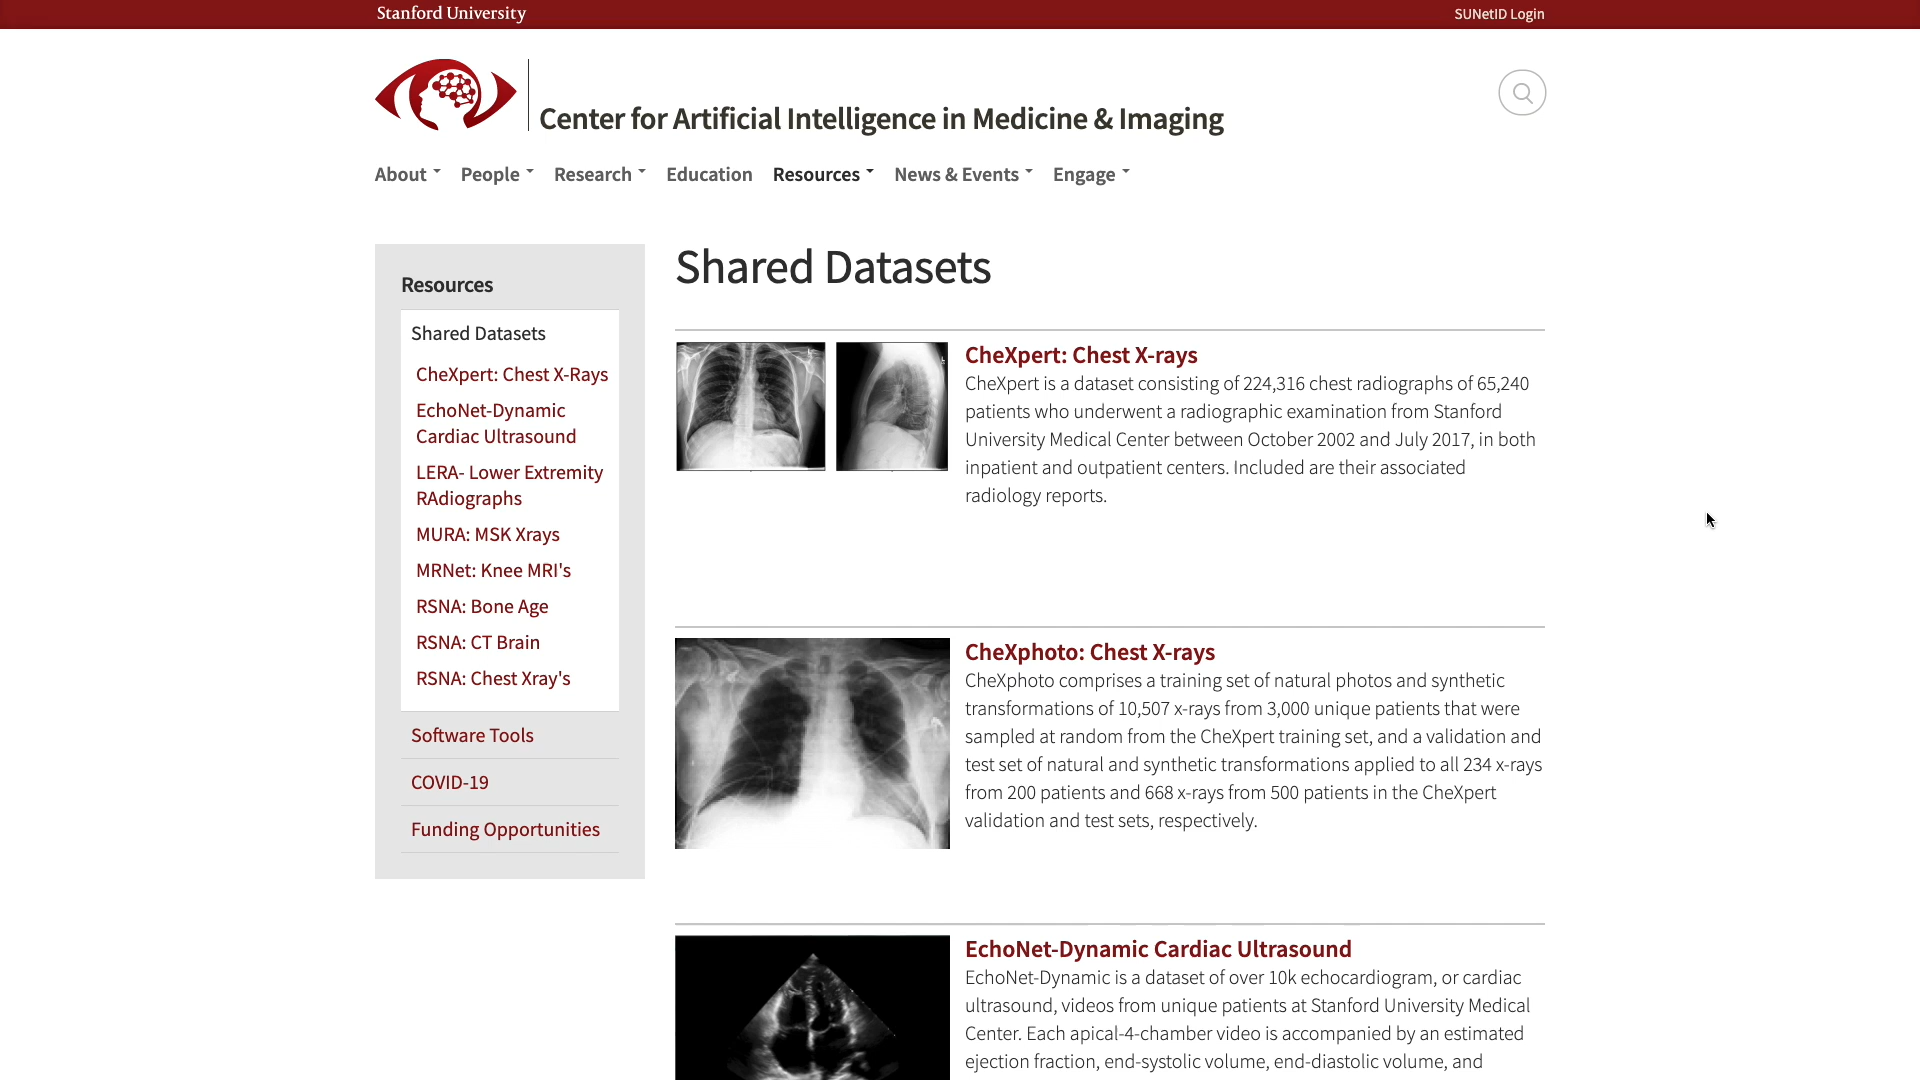 Stanford University
SUNetID Login
Center for Artificial Intelligence in Medicine & Imaging
About People Research Education Resources News & Events Engage
Resources
Shared Datasets
CheXpert: Chest X-Rays
EchoNet-Dynamic
Cardiac Ultrasound
LERA- Lower Extremity
RAdiographs
MURA: MSK Xrays
MRNet: Knee MRI's
RSNA: Bone Age
RSNA: CT Brain
RSNA: Chest Xray's
Software Tools
COVID-19
Funding Opportunities
Shared Datasets
CheXpert: Chest X-rays
CheXpert is a dataset consisting of 224,316 chest radiographs of 65,240
patients who underwent a radiographic examination from Stanford
University Medical Center between October 2002 and July 2017, in both
inpatient and outpatient centers. Included are their associated
radiology reports.
CheXphoto: Chest X-rays
CheXphoto comprises a training set of natural photos and synthetic
transformations of 10,507 x-rays from 3,000 unique patients that were
sampled at random from the CheXpert training set, and a validation and
test set of natural and synthetic transformations applied to all 234 x-rays
from 200 patients and 668 x-rays from 500 patients in the CheXpert
validation and test sets, respectively.
EchoNet-Dynamic Cardiac Ultrasound
EchoNet-Dynamic is a dataset of over 10k echocardiogram, or cardiac
ultrasound, videos from unique patients at Stanford University Medical
Center. Each apical-4-chamber video is accompanied by an estimated
ejection fraction, end-systolic volume, end-diastolic volume, and